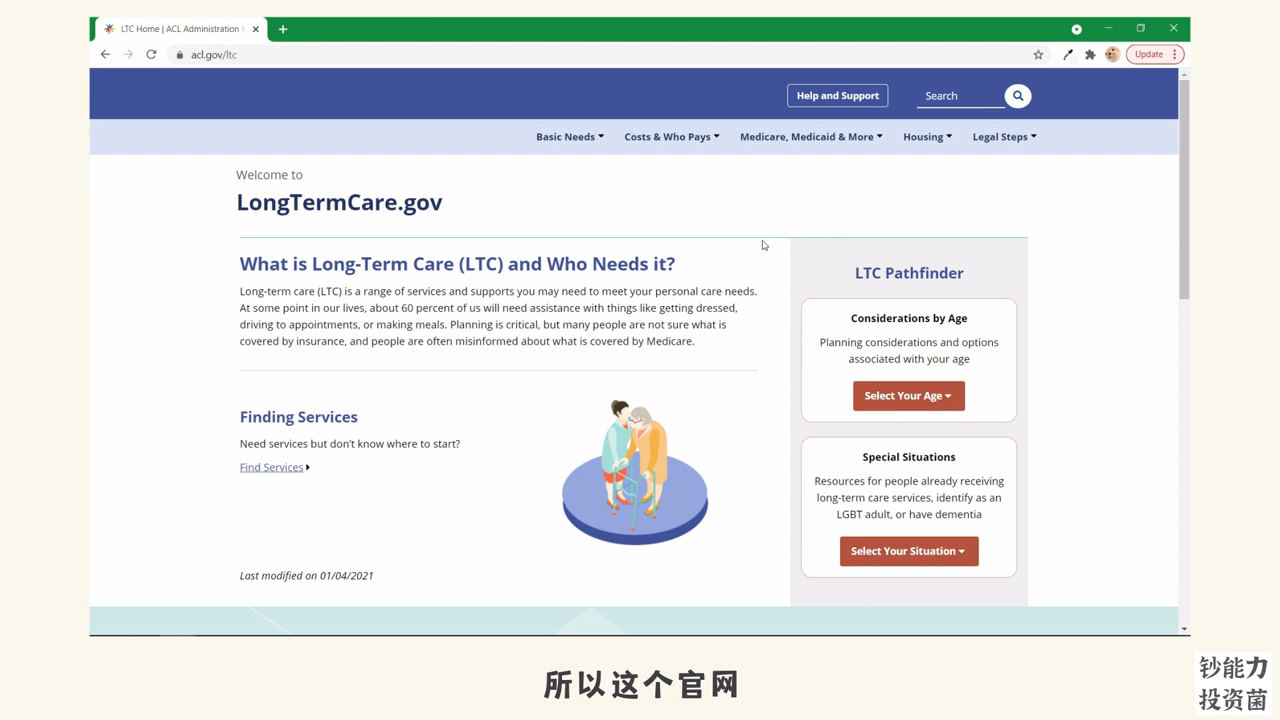 LTC Home | ACL Administration
acl.gov/ltc
Update
Help and Support
Search
Basic Needs
Costs & Who Pays
Medicare, Medicaid & More
Housing
Legal Steps
Welcome to
LongTermCare.gov
What is Long-Term Care (LTC) and Who Needs it?
Long-term care (LTC) is a range of services and supports you may need to meet your personal care needs.
At some point in our lives, about 60 percent of us will need assistance with things like getting dressed,
driving to appointments, or making meals. Planning is critical, but many people are not sure what is
covered by insurance, and people are often misinformed about what is covered by Medicare.
Finding Services
Need services but don’t know where to start?
Find Services
Last modified on 01/04/2021
LTC Pathfinder
Considerations by Age
Planning considerations and options
associated with your age
Select Your Age
Special Situations
Resources for people already receiving
long-term care services, identify as an
LGBT adult, or have dementia
Select Your Situation
所以这个官网
钞能力
投资菌